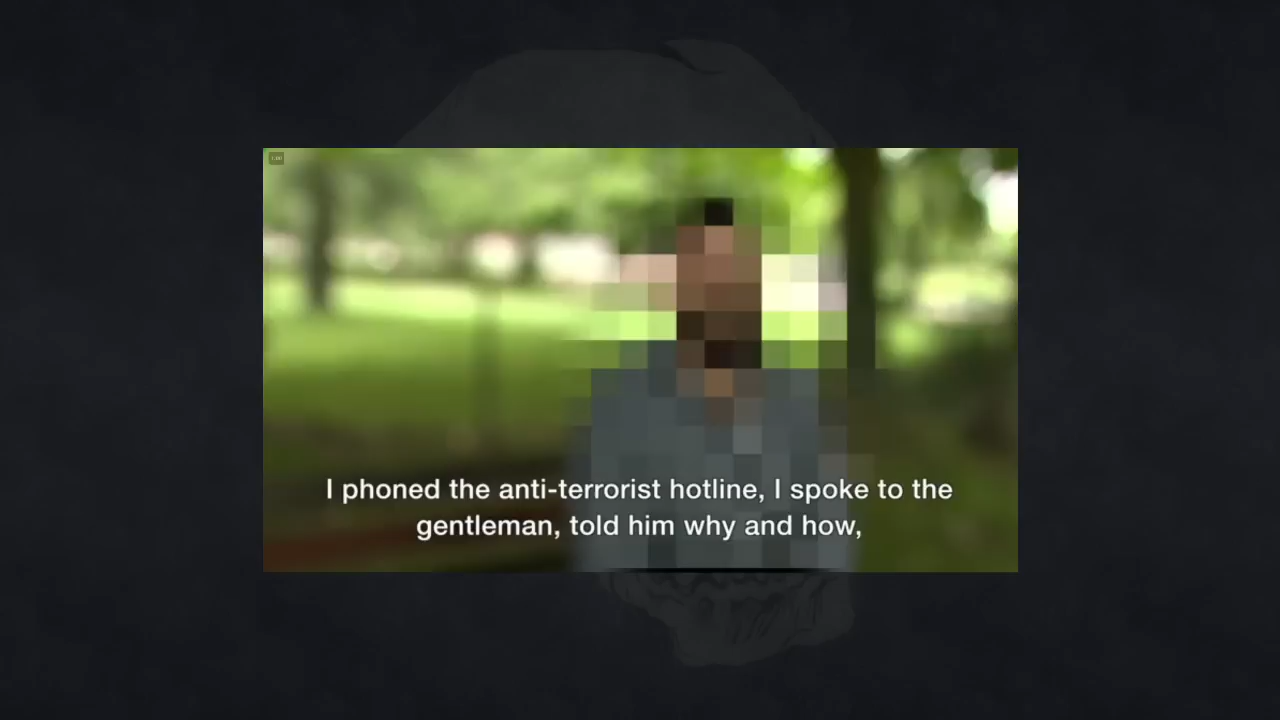 I phoned the anti-terrorist hotline, I spoke to the
gentleman, told him why and how,